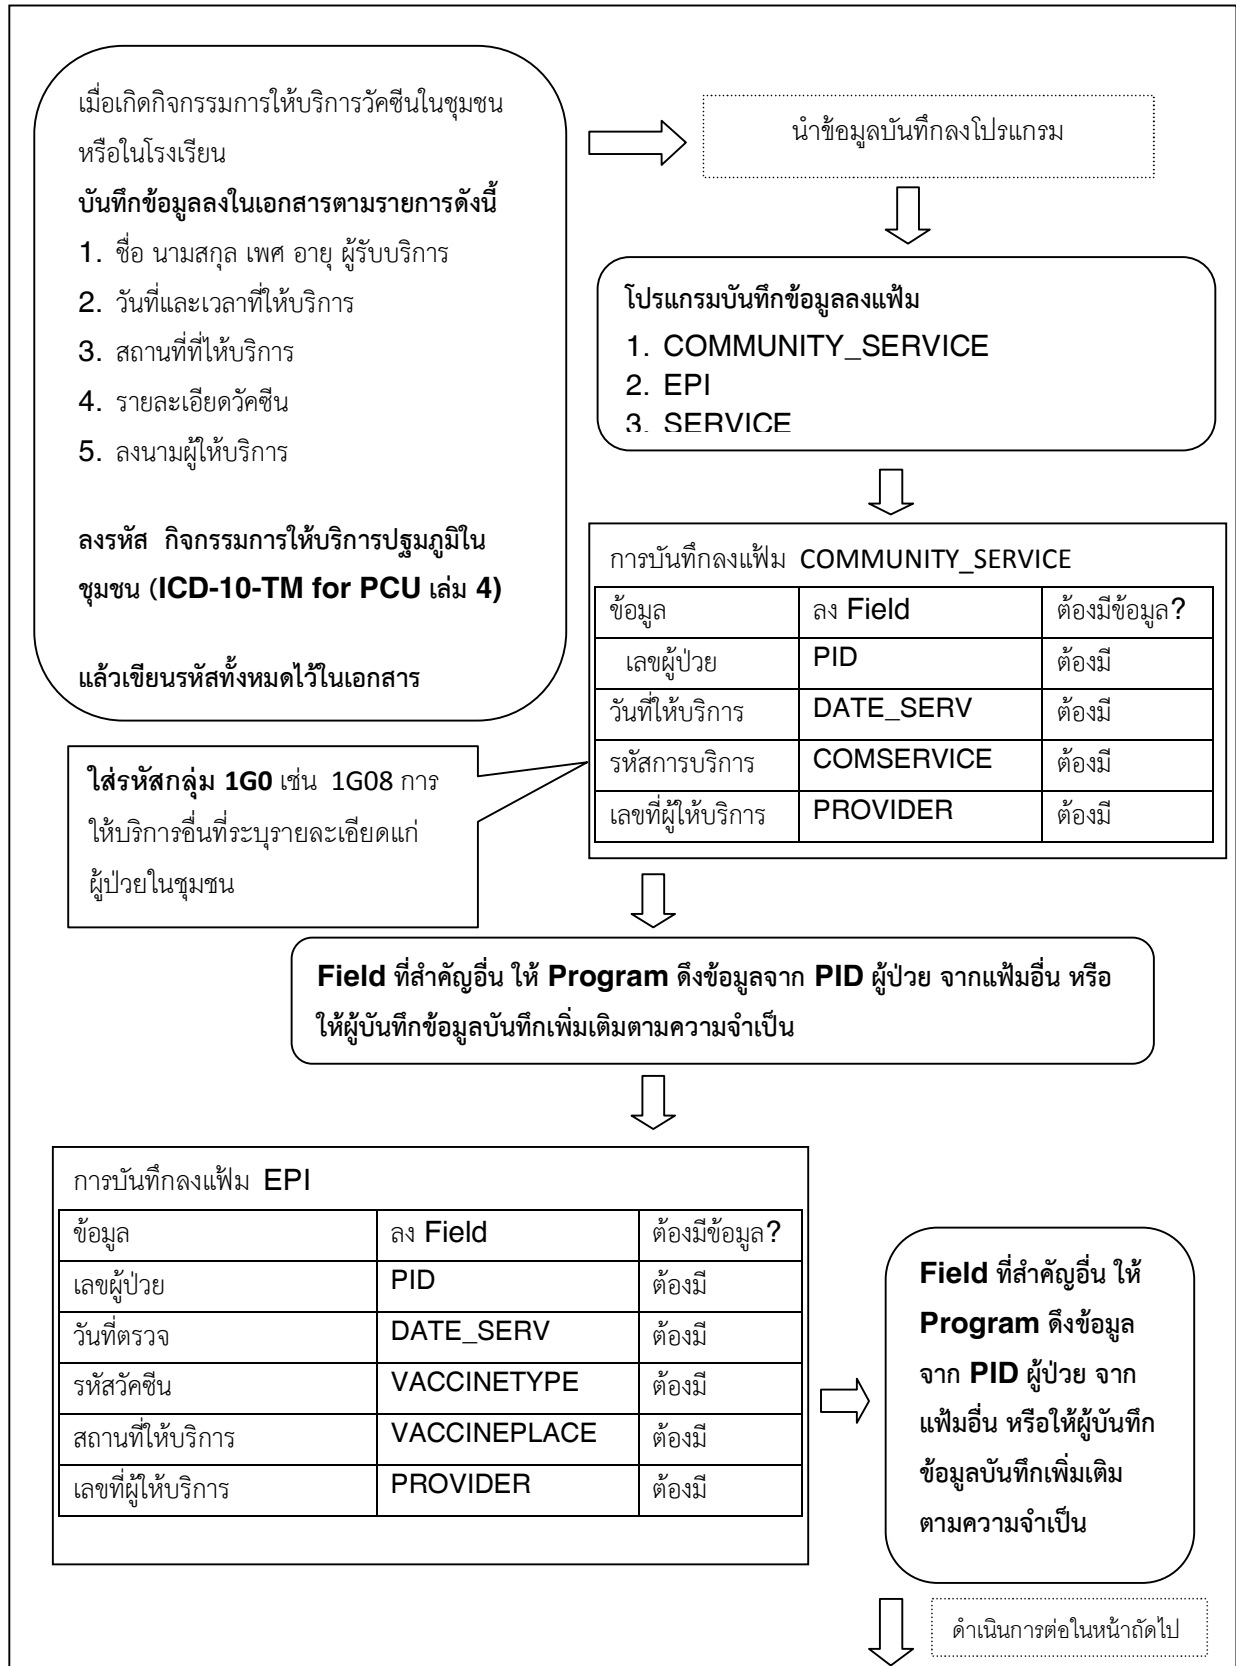 เมื่อเกิดกิจกรรมการให้บริการวัคซีนในชุมชน
หรือในโรงเรียน
บันทึกข้อมูลลงในเอกสารตามรายการดังนี้
1. ชื่อ นามสกุล เพศ อายุ ผู้รับบริการ
2. วันที่และเวลาที่ให้บริการ
3. สถานที่ที่ให้บริการ
4. รายละเอียดวัคซีน
5. ลงนามผู้ให้บริการ
ลงรหัส กิจกรรมการให้บริการปฐมภูมิใน
ชุมชน (ICD-10-TM for PCU เล่ม 4)
แล้วเขียนรหัสทั้งหมดไว้ในเอกสาร
นำข้อมูลบันทึกลงโปรแกรม
โปรแกรมบันทึกข้อมูลลงแฟ้ม
1. COMMUNITY_SERVICE
2. EPI
3. SERVICE
การบันทึกลงแฟ้ม COMMUNITY_SERVICE
ข้อมูล ลง Field ต้องมีข้อมูล?
เลขผู้ป่วย PID ต้องมี
วันที่ให้บริการ DATE_SERV ต้องมี
รหัสการบริการ COMSERVICE ต้องมี
เลขที่ผู้ให้บริการ PROVIDER ต้องมี
ใส่รหัสกลุ่ม 1G0 เช่น 1G08 การ
ให้บริการอื่นที่ระบุรายละเอียดแก่
ผู้ป่วยในชุมชน
Field ที่สำคัญอื่น ให้ Program ดึงข้อมูลจาก PID ผู้ป่วย จากแฟ้มอื่น หรือ
ให้ผู้บันทึกข้อมูลบันทึกเพิ่มเติมตามความจำเป็น
การบันทึกลงแฟ้ม EPI
ข้อมูล ลง Field ต้องมีข้อมูล?
เลขผู้ป่วย PID ต้องมี
วันที่ตรวจ DATE_SERV ต้องมี
รหัสวัคซีน VACCINETYPE ต้องมี
สถานที่ให้บริการ VACCINEPLACE ต้องมี
เลขที่ผู้ให้บริการ PROVIDER ต้องมี
Field ที่สำคัญอื่น ให้
Program ดึงข้อมูล
จาก PID ผู้ป่วย จาก
แฟ้มอื่น หรือให้ผู้บันทึก
ข้อมูลบันทึกเพิ่มเติม
ตามความจำเป็น
ดำเนินการต่อในหน้าถัดไป